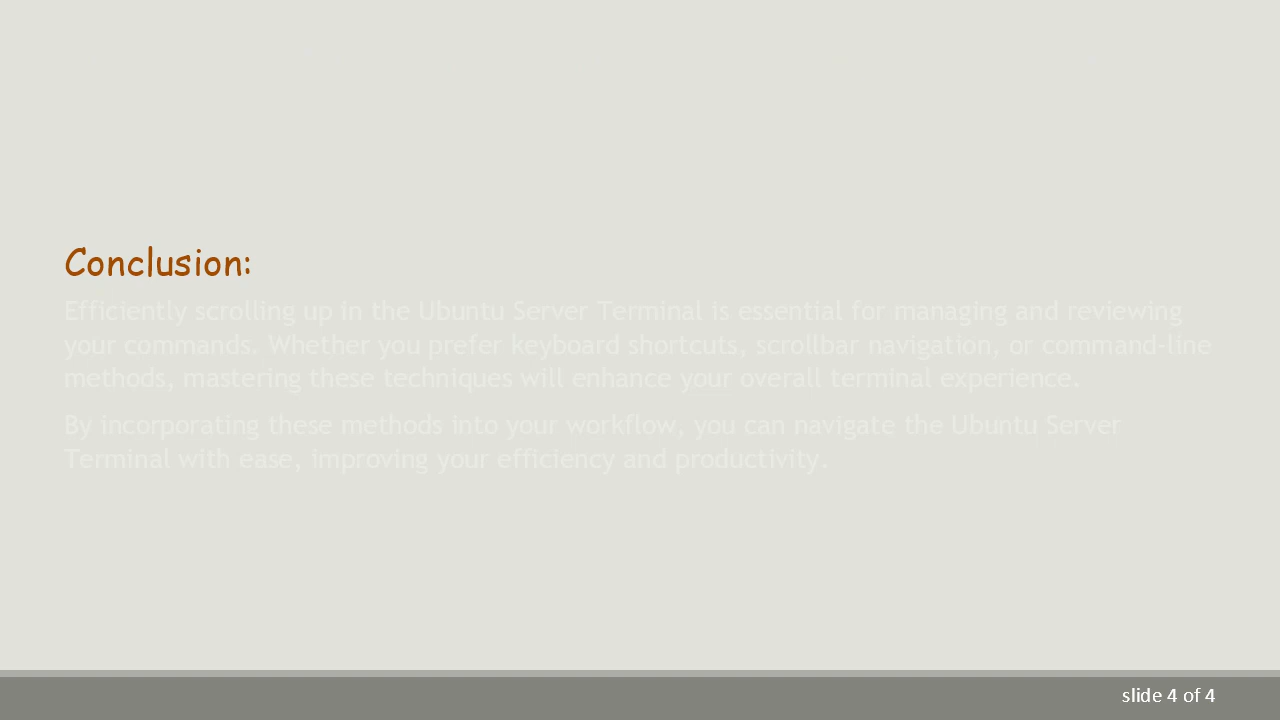 Conclusion:
Efficiently scrolling up in the Ubuntu Server Terminal is essential for managing and reviewing
your commands. Whether you prefer keyboard shortcuts, scrollbar navigation, or command-line
methods, mastering these techniques will enhance your overall terminal experience.
By incorporating these methods into your workflow, you can navigate the Ubuntu Server
Terminal with ease, improving your efficiency and productivity.
slide 4 of 4